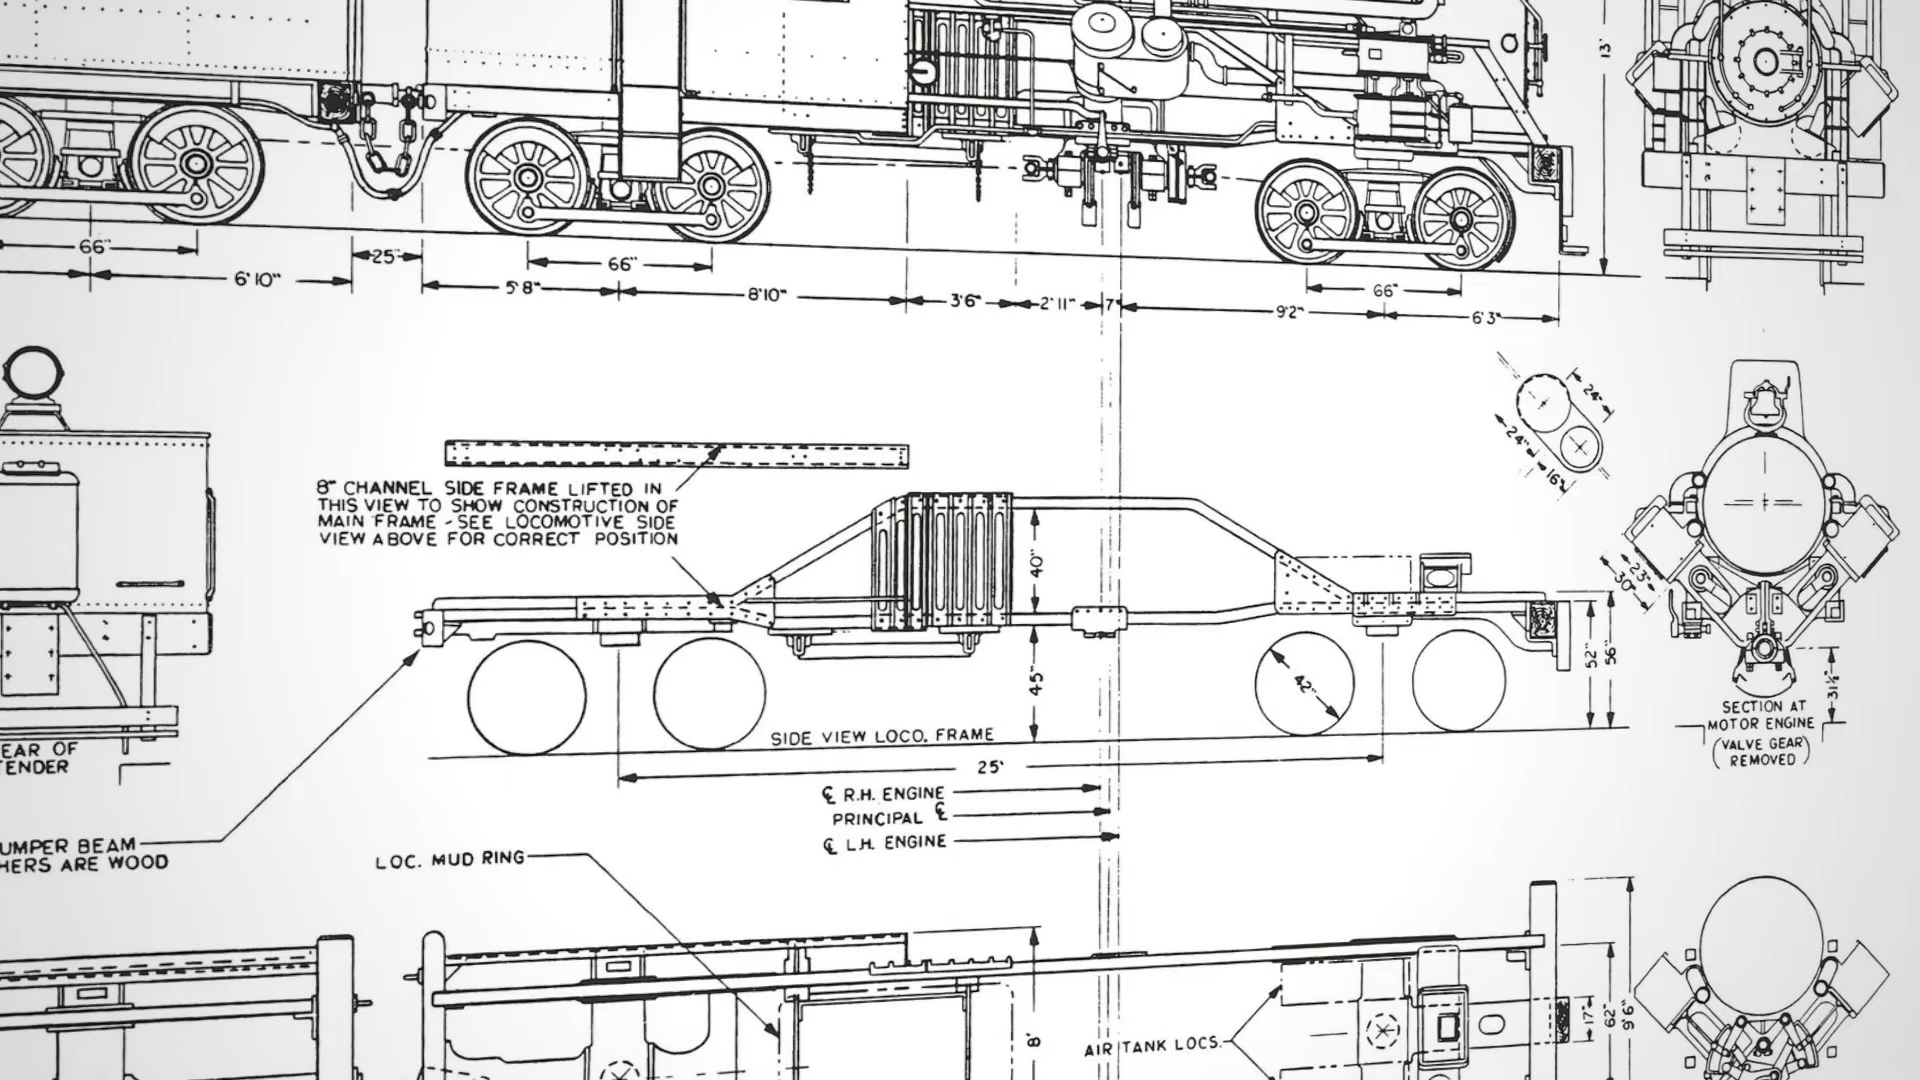 13'
66"
6'10"
25"
5'8"
66"
8'10"
3'6"
2'11"
7"
9'2"
66"
6'3"
24"
24"
16"
8" CHANNEL SIDE FRAME LIFTED IN
THIS VIEW TO SHOW CONSTRUCTION OF
MAIN FRAME - SEE LOCOMOTIVE SIDE
VIEW ABOVE FOR CORRECT POSITION
40"
45"
42"
52"
56"
23"
30"
31½"
SECTION AT
MOTOR ENGINE
(VALVE GEAR
REMOVED)
EAR OF
TENDER
SIDE VIEW LOCO. FRAME
25'
℄ R.H. ENGINE
PRINCIPAL ℄
℄ L.H. ENGINE
UMPER BEAM
HERS ARE WOOD
LOC. MUD RING
8'
AIR TANK LOCS.
17"
62"
9'6"